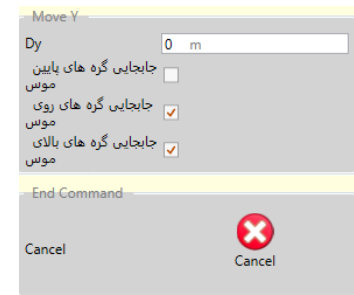 Move Y
Dy 0 m
جابجایی گره های پایین
موس
جابجایی گره های روی
موس
جابجایی گره های بالای
موس
End Command
Cancel
Cancel